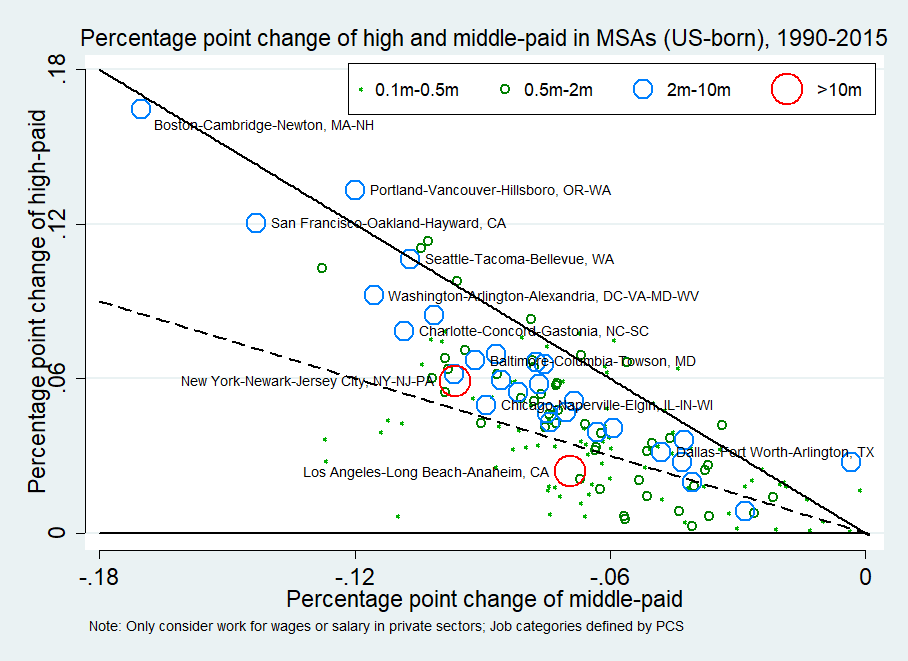 Percentage point change of high and middle-paid in MSAs (US-born), 1990-2015
.18
0.1m-0.5m 0.5m-2m 2m-10m >10m
Boston-Cambridge-Newton, MA-NH
Portland-Vancouver-Hillsboro, OR-WA
.12
San Francisco-Oakland-Hayward, CA
Seattle-Tacoma-Bellevue, WA
Washington-Arlington-Alexandria, DC-VA-MD-WV
Charlotte-Concord-Gastonia, NC-SC
Baltimore-Columbia-Towson, MD
.06
New York-Newark-Jersey City, NY-NJ-PA
Chicago-Naperville-Elgin, IL-IN-WI
Dallas-Fort Worth-Arlington, TX
Los Angeles-Long Beach-Anaheim, CA
0
Percentage point change of high-paid
-.18 -.12 -.06 0
Percentage point change of middle-paid
Note: Only consider work for wages or salary in private sectors; Job categories defined by PCS